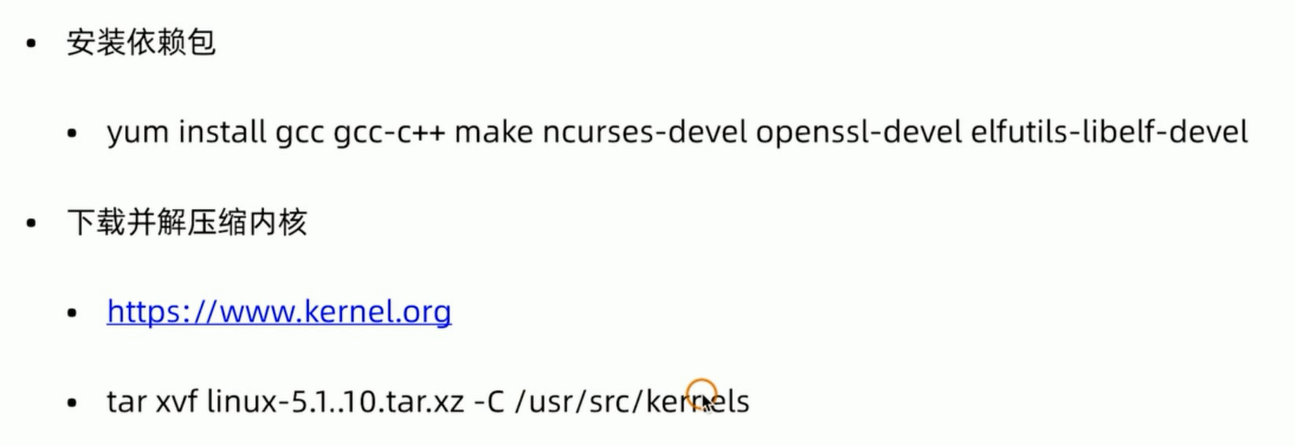 • 安装依赖包
• yum install gcc gcc-c++ make ncurses-devel openssl-devel elfutils-libelf-devel
• 下载并解压缩内核
• https://www.kernel.org
• tar xvf linux-5.1..10.tar.xz -C /usr/src/kernels